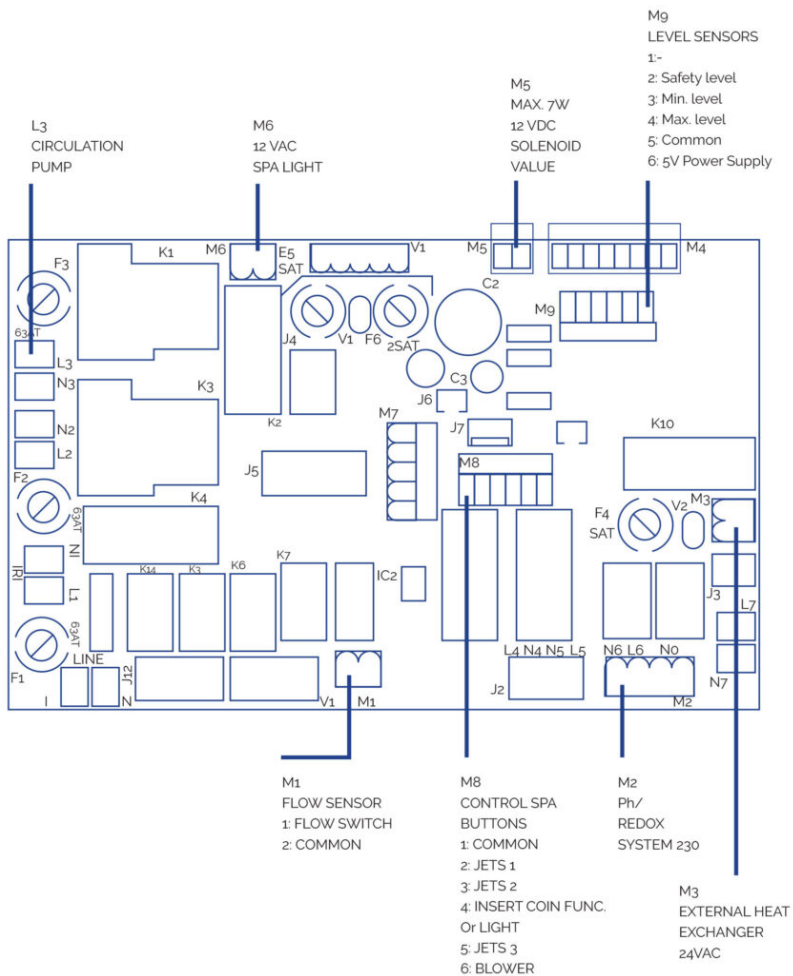 M9
LEVEL SENSORS
1:-
2: Safety level
3: Min. level
4: Max. level
5: Common
6: 5V Power Supply
M5
MAX. 7W
12 VDC
SOLENOID
VALUE
L3
CIRCULATION
PUMP
M6
12 VAC
SPA LIGHT
F3
K1
M6
E5
SAT
V1
M5
M4
C2
M9
63AT
J4
V1
F6
2SAT
L3
N3
K3
C3
J6
K2
M7
J7
K10
N2
L2
J5
M8
F2
K4
63AT
F4
SAT
V2
M3
NI
IRI
K14
K3
K6
K7
IC2
J3
L1
L7
63AT
F1
LINE
J12
L4 N4 N5 L5
N6 L6 N0
J2
N7
I
N
V1
M1
M2
M1
FLOW SENSOR
1: FLOW SWITCH
2: COMMON
M8
CONTROL SPA
BUTTONS
1: COMMON
2: JETS 1
3: JETS 2
4: INSERT COIN FUNC.
Or LIGHT
5: JETS 3
6: BLOWER
M2
Ph/
REDOX
SYSTEM 230
M3
EXTERNAL HEAT
EXCHANGER
24VAC